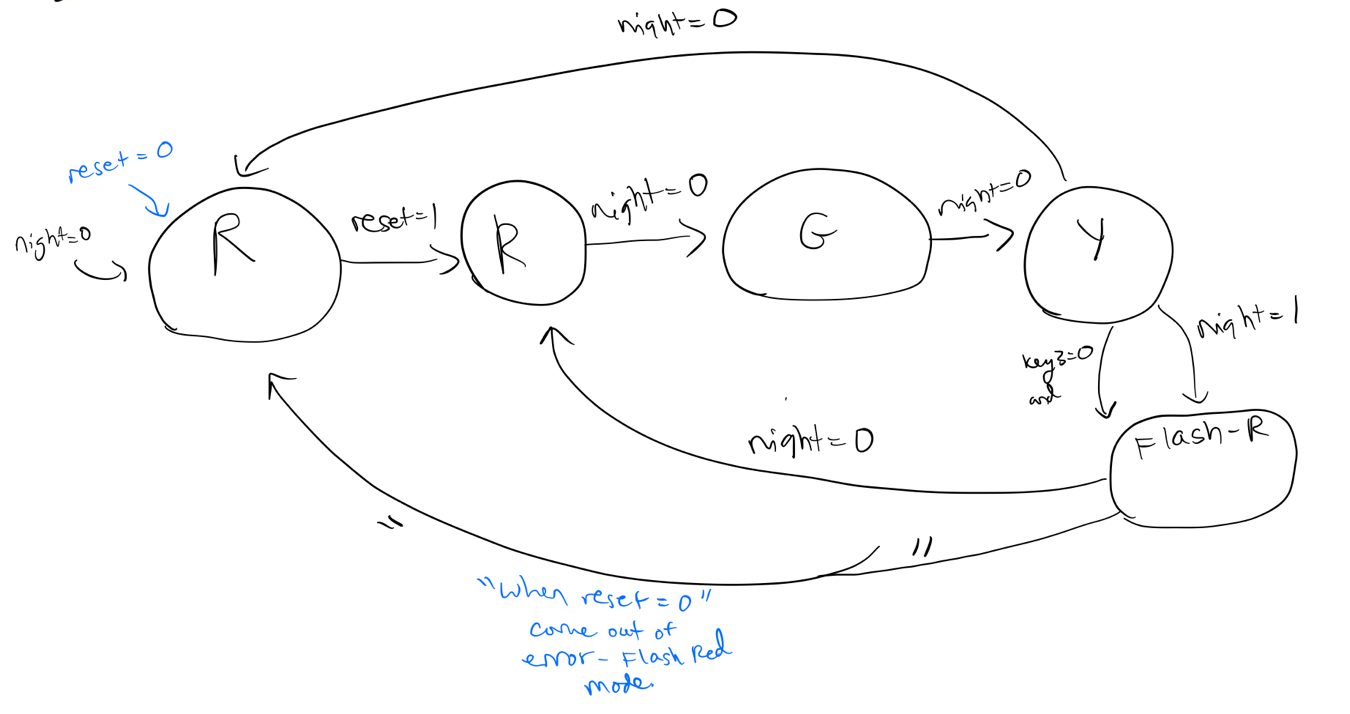 night=0
reset=0
night=0
R
reset=1
R
night=0
G
night=0
Y
night=1
key3=0
and
Flash-R
night=0
"
"
"When reset=0"
come out of
error- Flash Red
mode.